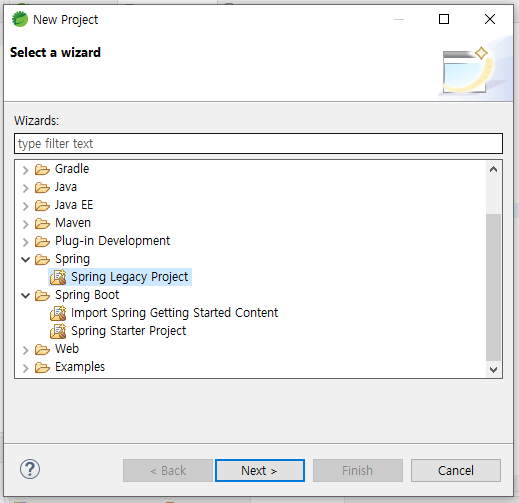 New Project
Select a wizard
Wizards:
type filter text
Gradle
Java
Java EE
Maven
Plug-in Development
Spring
Spring Legacy Project
Spring Boot
Import Spring Getting Started Content
Spring Starter Project
Web
Examples
?
< Back Next > Finish Cancel